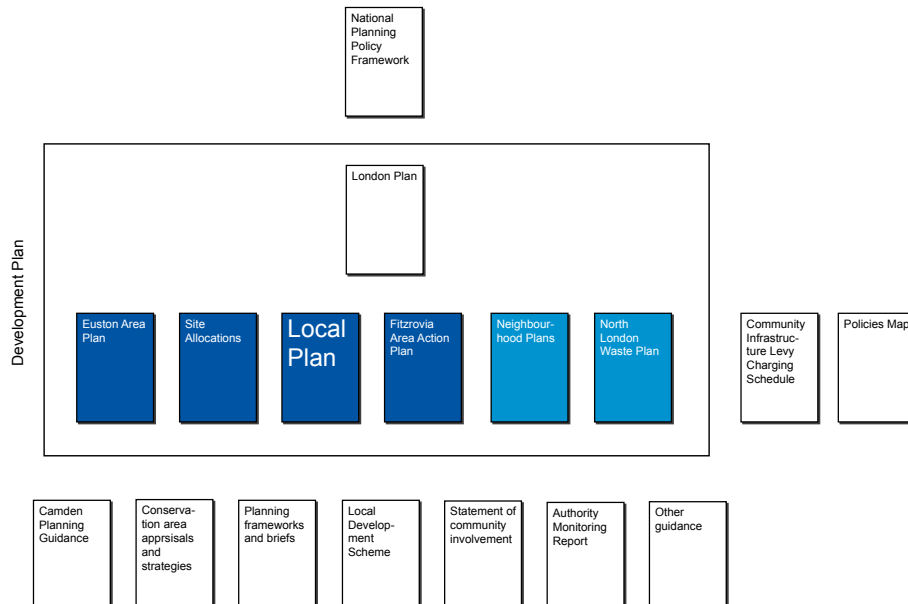 National
Planning
Policy
Framework
London Plan
Development Plan
Euston Area
Plan
Site
Allocations
Local
Plan
Fitzrovia
Area Action
Plan
Neighbour-
hood Plans
North
London
Waste Plan
Community
Infrastruc-
ture Levy
Charging
Schedule
Policies Map
Camden
Planning
Guidance
Conserva-
tion area
apprsisals
and
strategies
Planning
frameworks
and briefs
Local
Develop-
ment
Scheme
Statement of
community
involvement
Authority
Monitoring
Report
Other
guidance